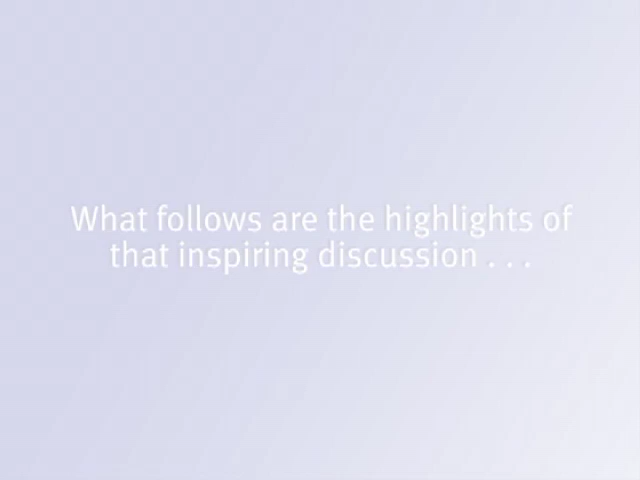 What follows are the highlights of
that inspiring discussion . . .